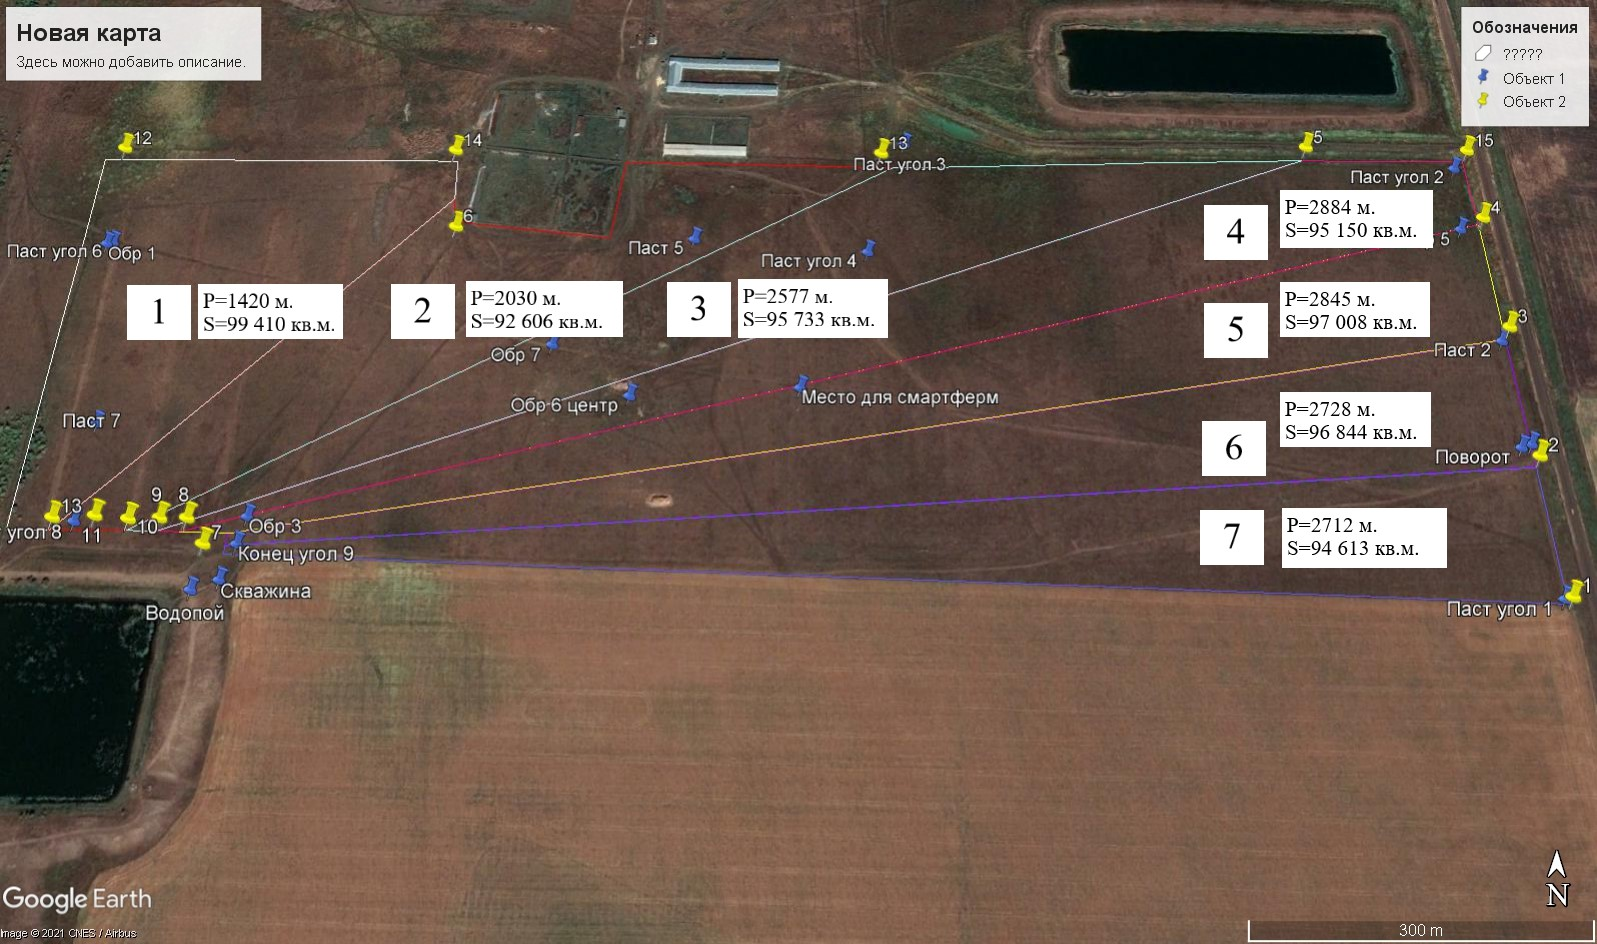 Новая карта
Здесь можно добавить описание.
Обозначения
?????
Объект 1
Объект 2
12
14
13
5
15
Паст угол 3
Паст угол 2
4
6
5
Паст угол 6
Обр 1
Паст 5
Паст угол 4
1
P=1420 м.
S=99 410 кв.м.
2
P=2030 м.
S=92 606 кв.м.
3
P=2577 м.
S=95 733 кв.м.
4
P=2884 м.
S=95 150 кв.м.
5
P=2845 м.
S=97 008 кв.м.
3
Паст 2
Обр 7
Обр 6 центр
Место для смартферм
Паст 7
6
P=2728 м.
S=96 844 кв.м.
2
Поворот
9
8
13
11
10
7
угол 8
Обр 3
Конец угол 9
Скважина
Водопой
7
P=2712 м.
S=94 613 кв.м.
1
Паст угол 1
Google Earth
N
Image © 2021 CNES / Airbus
300 m